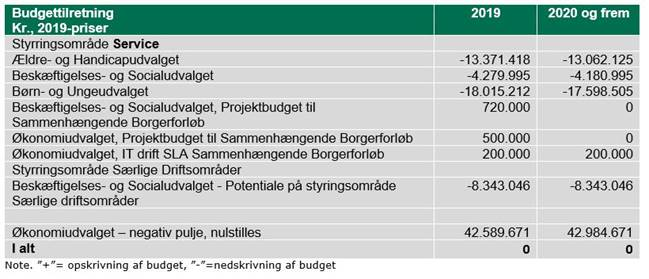 Budgettilretning 2019 2020 og frem
Kr., 2019-priser
Styringsområde Service
Ældre- og Handicapudvalget -13.371.418 -13.062.125
Beskæftigelses- og Socialudvalget -4.279.995 -4.180.995
Børn- og Ungeudvalget -18.015.212 -17.598.505
Beskæftigelses- og Socialudvalget, Projektbudget til 720.000 0
Sammenhængende Borgerforløb
Økonomiudvalget, Projektbudget til Sammenhængende Borgerforløb 500.000 0
Økonomiudvalget, IT drift SLA Sammenhængende Borgerforløb 200.000 200.000
Styringsområde Særlige Driftsområder
Beskæftigelses- og Socialudvalget - Potentiale på styringsområde -8.343.046 -8.343.046
Særlige driftsområder
Økonomiudvalget – negativ pulje, nulstilles 42.589.671 42.984.671
I alt 0 0
Note. ”+”= opskrivning af budget, ”-”=nedskrivning af budget